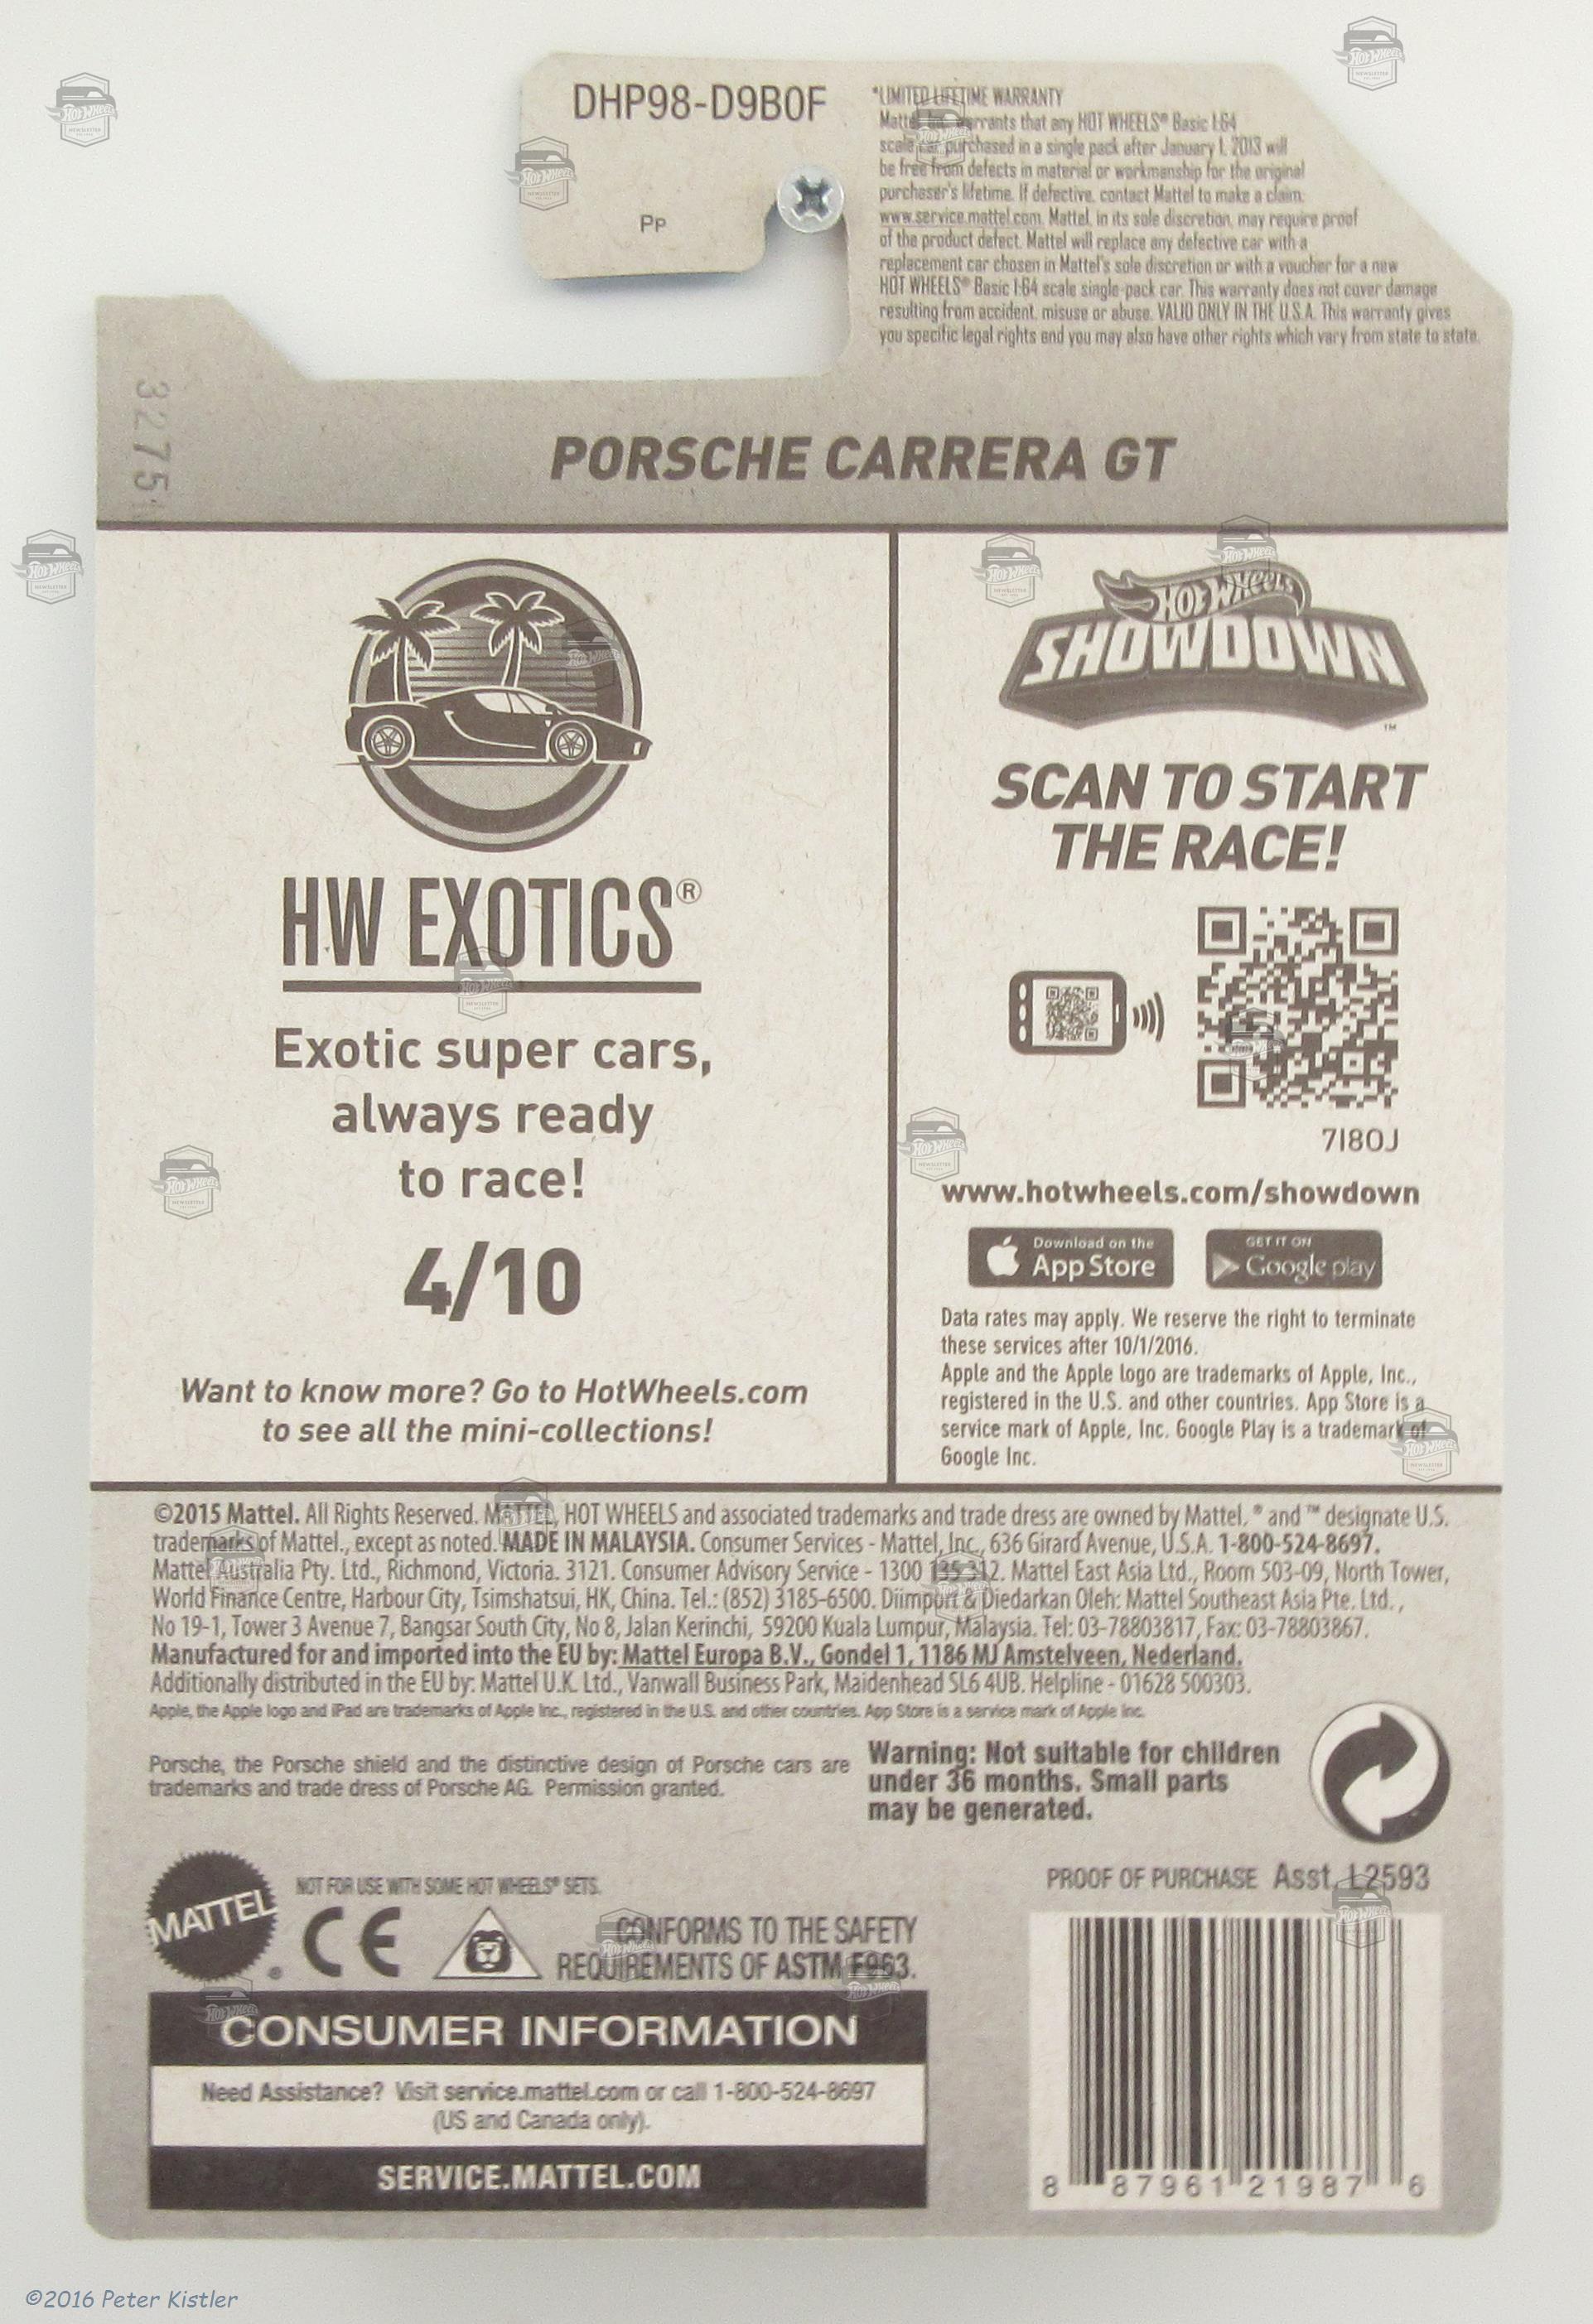 DHP98-D9B0F
PP
*LIMITED LIFETIME WARRANTY
Mattel, Inc. warrants that any HOT WHEELS® Basic 1:64
scale car purchased in a single pack after January 1, 2013 will
be free from defects in material or workmanship for the original
purchaser's lifetime. If defective, contact Mattel to make a claim:
www.service.mattel.com. Mattel, in its sole discretion, may require proof
of the product defect. Mattel will replace any defective car with a
replacement car chosen in Mattel's sole discretion or with a voucher for a new
HOT WHEELS® Basic 1:64 scale single-pack car. This warranty does not cover damage
resulting from accident, misuse or abuse. VALID ONLY IN THE U.S.A. This warranty gives
you specific legal rights and you may also have other rights which vary from state to state.
3275
PORSCHE CARRERA GT
HW EXOTICS®
Exotic super cars,
always ready
to race!
4/10
Want to know more? Go to HotWheels.com
to see all the mini-collections!
HOT WHEELS
SHOWDOWN
™
SCAN TO START
THE RACE!
7I8OJ
www.hotwheels.com/showdown
Download on the
App Store
GET IT ON
Google play
Data rates may apply. We reserve the right to terminate
these services after 10/1/2016.
Apple and the Apple logo are trademarks of Apple, Inc.,
registered in the U.S. and other countries. App Store is a
service mark of Apple, Inc. Google Play is a trademark of
Google Inc.
©2015 Mattel. All Rights Reserved. MATTEL, HOT WHEELS and associated trademarks and trade dress are owned by Mattel. ® and ™ designate U.S.
trademarks of Mattel., except as noted. MADE IN MALAYSIA. Consumer Services - Mattel, Inc., 636 Girard Avenue, U.S.A. 1-800-524-8697.
Mattel Australia Pty. Ltd., Richmond, Victoria. 3121. Consumer Advisory Service - 1300 135 312. Mattel East Asia Ltd., Room 503-09, North Tower,
World Finance Centre, Harbour City, Tsimshatsui, HK, China. Tel.: (852) 3185-6500. Diimport & Diedarkan Oleh: Mattel Southeast Asia Pte. Ltd.,
No 19-1, Tower 3 Avenue 7, Bangsar South City, No 8, Jalan Kerinchi, 59200 Kuala Lumpur, Malaysia. Tel: 03-78803817, Fax: 03-78803867.
Manufactured for and imported into the EU by: Mattel Europa B.V., Gondel 1, 1186 MJ Amstelveen, Nederland.
Additionally distributed in the EU by: Mattel U.K. Ltd., Vanwall Business Park, Maidenhead SL6 4UB. Helpline - 01628 500303.
Apple, the Apple logo and iPad are trademarks of Apple Inc., registered in the U.S. and other countries. App Store is a service mark of Apple Inc.
Porsche, the Porsche shield and the distinctive design of Porsche cars are
trademarks and trade dress of Porsche AG. Permission granted.
Warning: Not suitable for children
under 36 months. Small parts
may be generated.
MATTEL
®
NOT FOR USE WITH SOME HOT WHEELS® SETS.
CE
CONFORMS TO THE SAFETY
REQUIREMENTS OF ASTM F963.
CONSUMER INFORMATION
Need Assistance? Visit service.mattel.com or call 1-800-524-8697
(US and Canada only).
SERVICE.MATTEL.COM
PROOF OF PURCHASE Asst. L2593
8 87961 21987 6
©2016 Peter Kistler